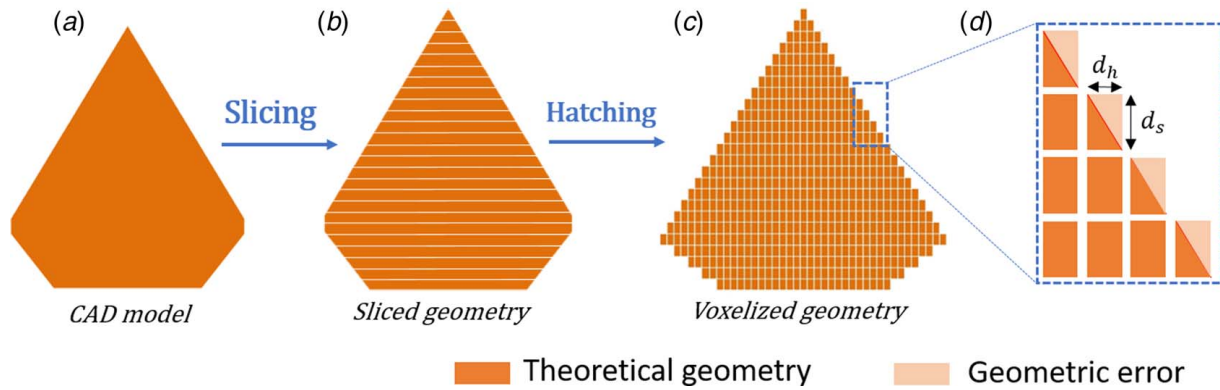 (a)
(b)
(c)
(d)
Slicing
Hatching
d_h
d_s
CAD model
Sliced geometry
Voxelized geometry
Theoretical geometry
Geometric error